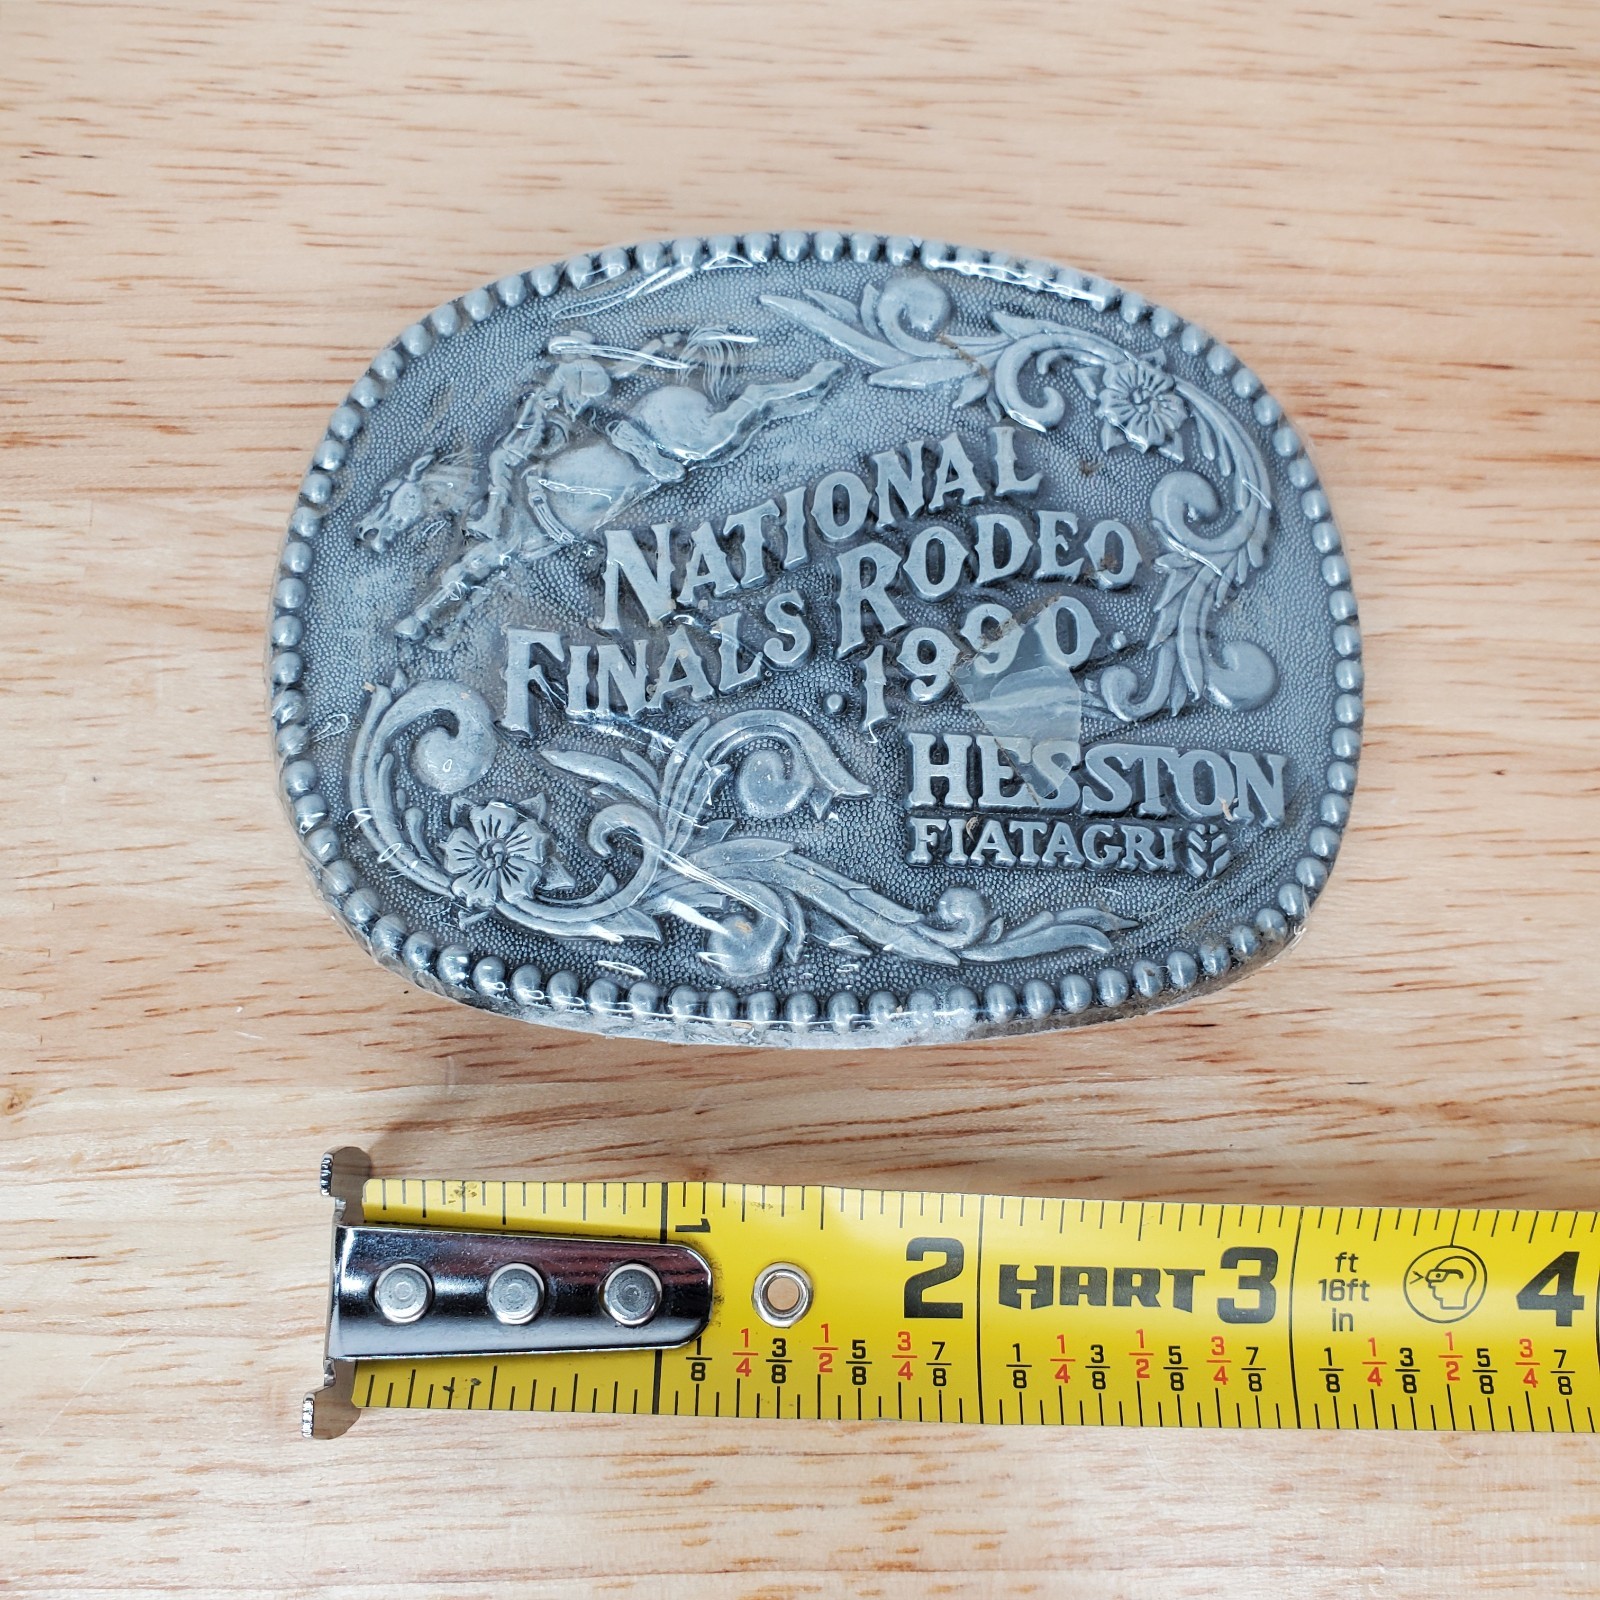 NATIONAL
FINALS RODEO
·1990·
HESSTON
FIATAGRI
1 2 HART 3 ft 16ft in 4
1/8 1/4 3/8 1/2 5/8 3/4 7/8 1/8 1/4 3/8 1/2 5/8 3/4 7/8 1/8 1/4 3/8 1/2 5/8 3/4 7/8